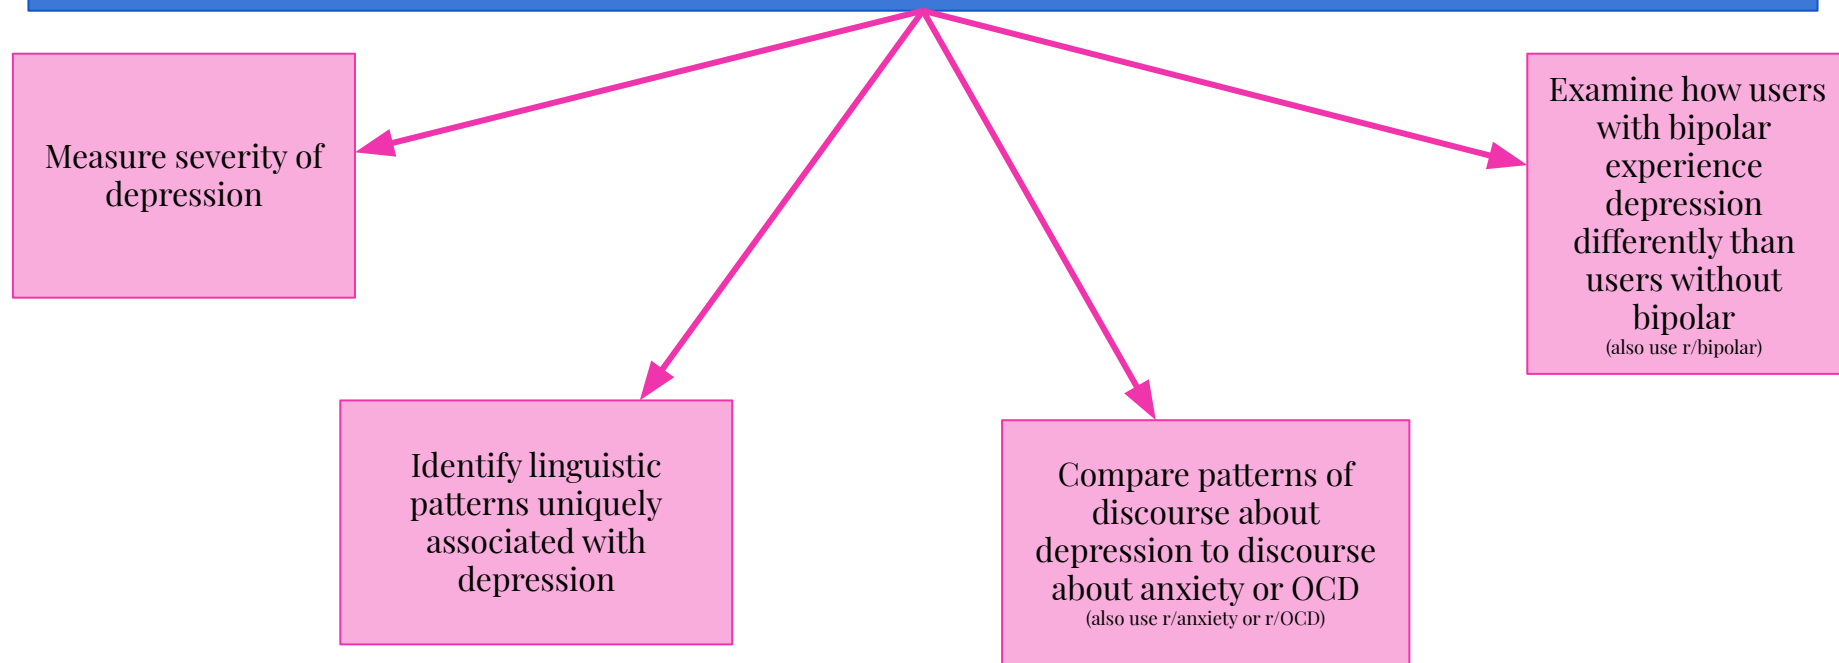 Measure severity of
depression
Identify linguistic
patterns uniquely
associated with
depression
Compare patterns of
discourse about
depression to discourse
about anxiety or OCD
(also use r/anxiety or r/OCD)
Examine how users
with bipolar
experience
depression
differently than
users without
bipolar
(also use r/bipolar)